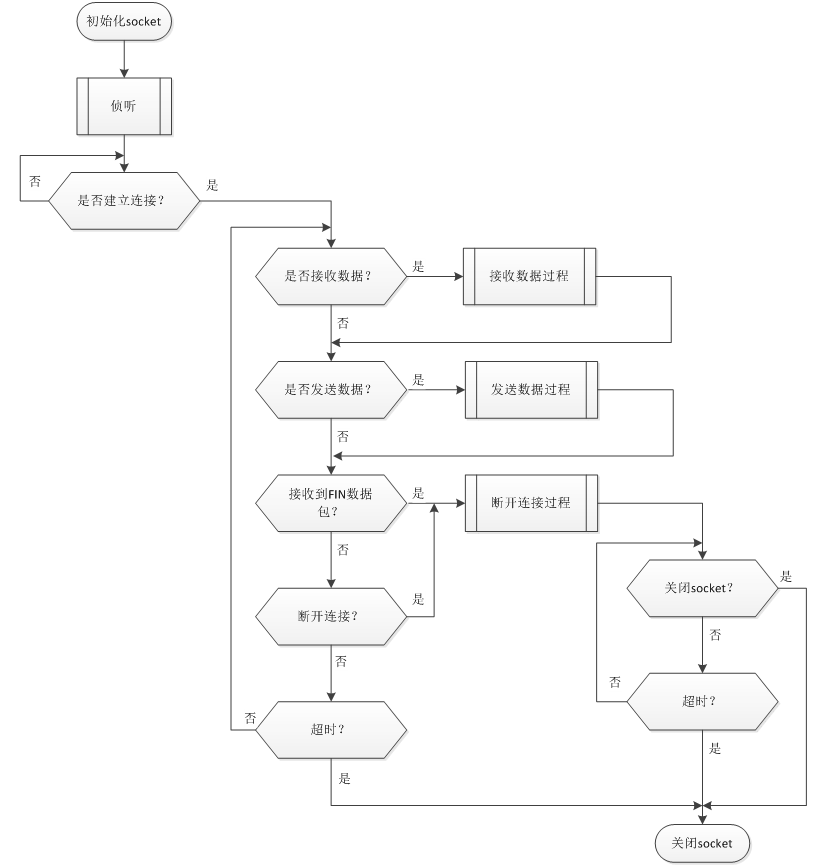 初始化socket
侦听
否
是否建立连接?
是
是否接收数据?
是
接收数据过程
否
是否发送数据?
是
发送数据过程
否
接收到FIN数据
包?
是
断开连接过程
否
断开连接?
是
关闭socket?
是
否
否
超时?
否
是
否
超时?
是
关闭socket